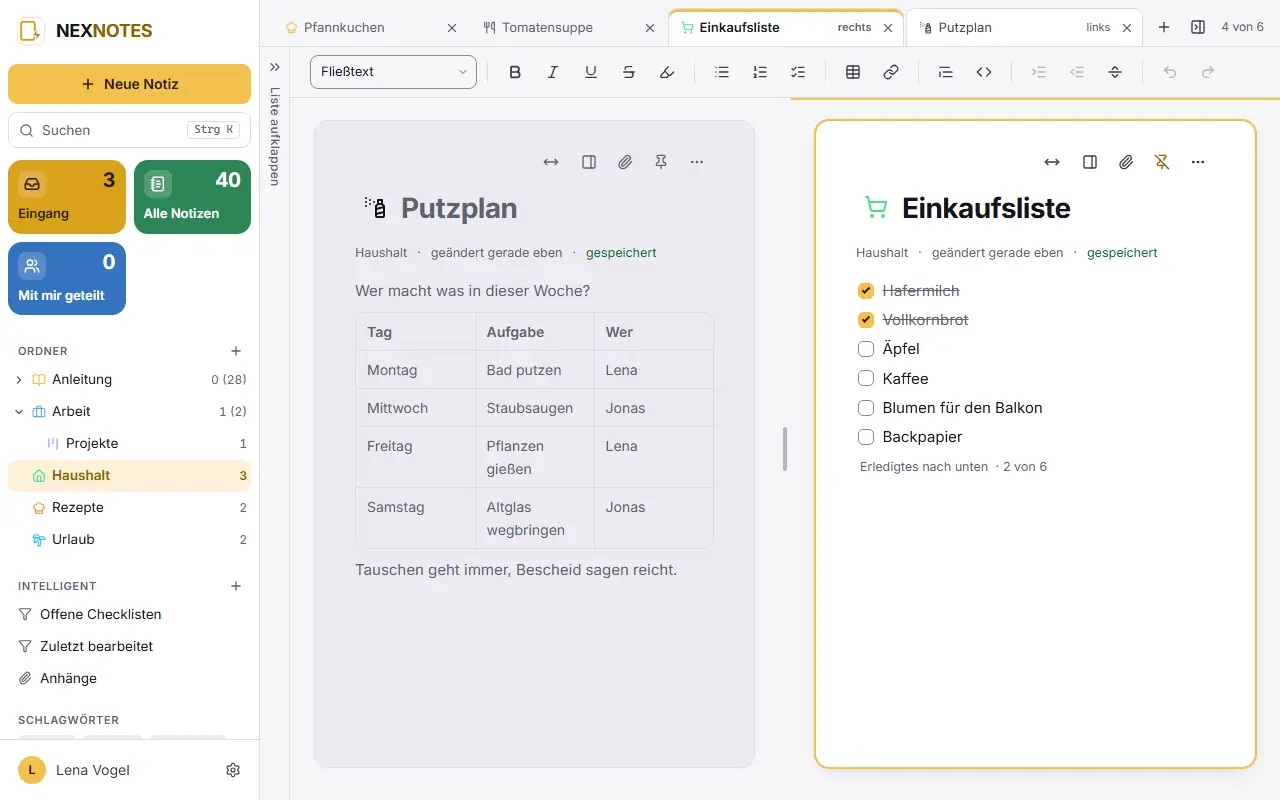 NEXNOTES
Neue Notiz
Suchen Strg K
3
Eingang
40
Alle Notizen
0
Mit mir geteilt
ORDNER
Anleitung 0 (28)
Arbeit 1 (2)
Projekte 1
Haushalt 3
Rezepte 2
Urlaub 2
INTELLIGENT
Offene Checklisten
Zuletzt bearbeitet
Anhänge
SCHLAGWÖRTER
L Lena Vogel
Pfannkuchen
Tomatensuppe
Einkaufsliste rechts
Putzplan links
4 von 6
Liste aufklappen
Fließtext
Putzplan
Haushalt · geändert gerade eben · gespeichert
Wer macht was in dieser Woche?
Tag Aufgabe Wer
Montag Bad putzen Lena
Mittwoch Staubsaugen Jonas
Freitag Pflanzen gießen Lena
Samstag Altglas wegbringen Jonas
Tauschen geht immer, Bescheid sagen reicht.
Einkaufsliste
Haushalt · geändert gerade eben · gespeichert
Hafermilch
Vollkornbrot
Äpfel
Kaffee
Blumen für den Balkon
Backpapier
Erledigtes nach unten · 2 von 6